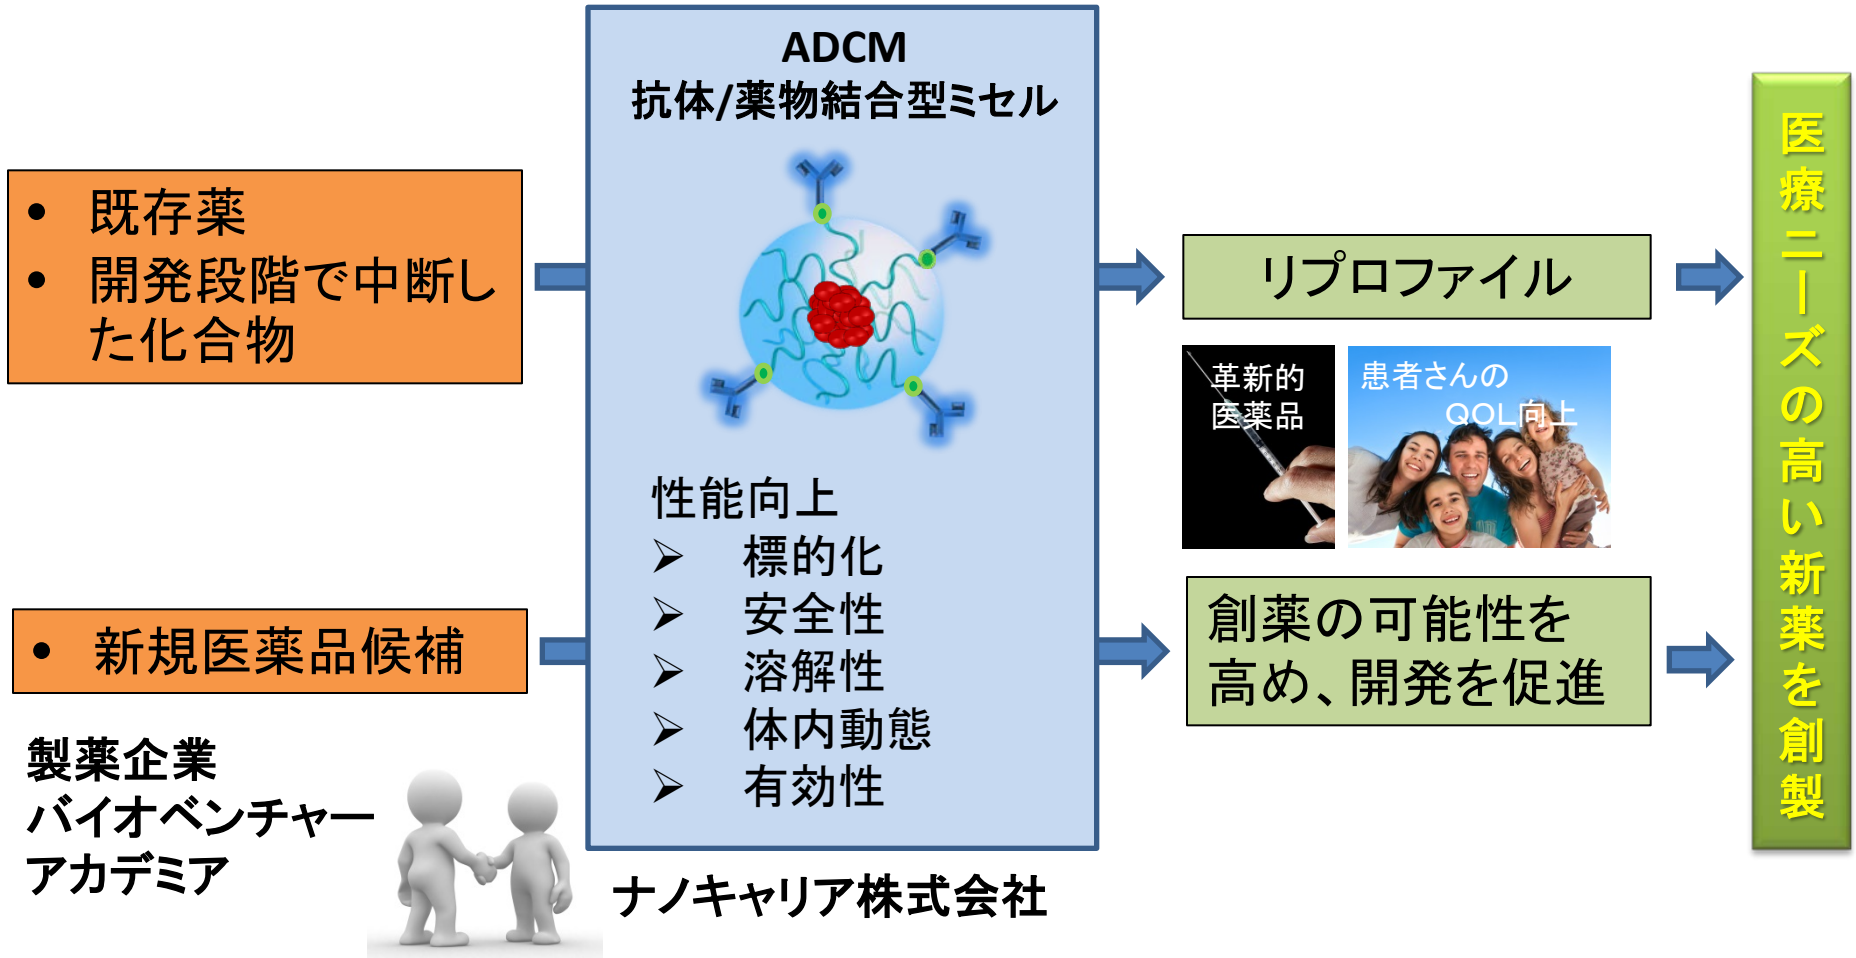 ADCM
抗体/薬物結合型ミセル
• 既存薬
• 開発段階で中断し
た化合物
• 新規医薬品候補
製薬企業
バイオベンチャー
アカデミア
性能向上
➢ 標的化
➢ 安全性
➢ 溶解性
➢ 体内動態
➢ 有効性
ナノキャリア株式会社
リプロファイル
革新的
医薬品
患者さんの
QOL向上
創薬の可能性を
高め、開発を促進
医療ニーズの高い新薬を創製